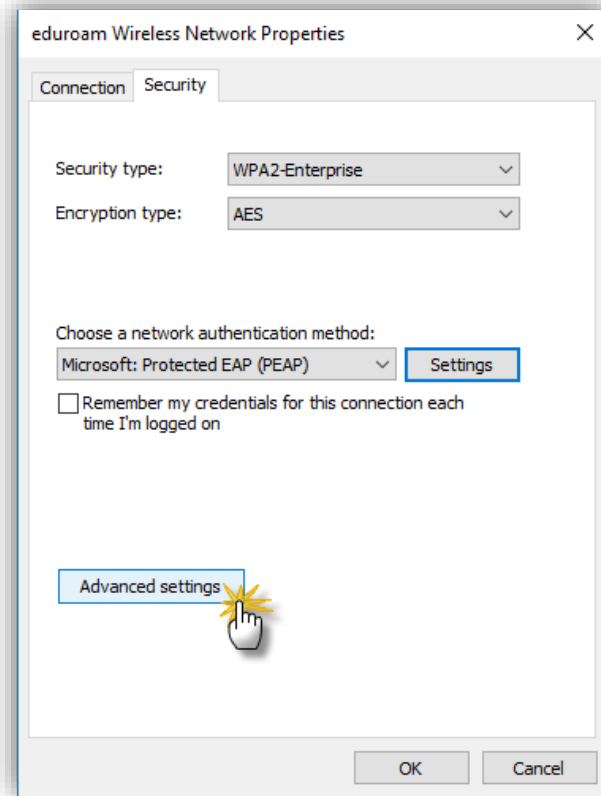 eduroam Wireless Network Properties
Connection
Security
Security type:
WPA2-Enterprise
Encryption type:
AES
Choose a network authentication method:
Microsoft: Protected EAP (PEAP)
Settings
Remember my credentials for this connection each
time I'm logged on
Advanced settings
OK
Cancel